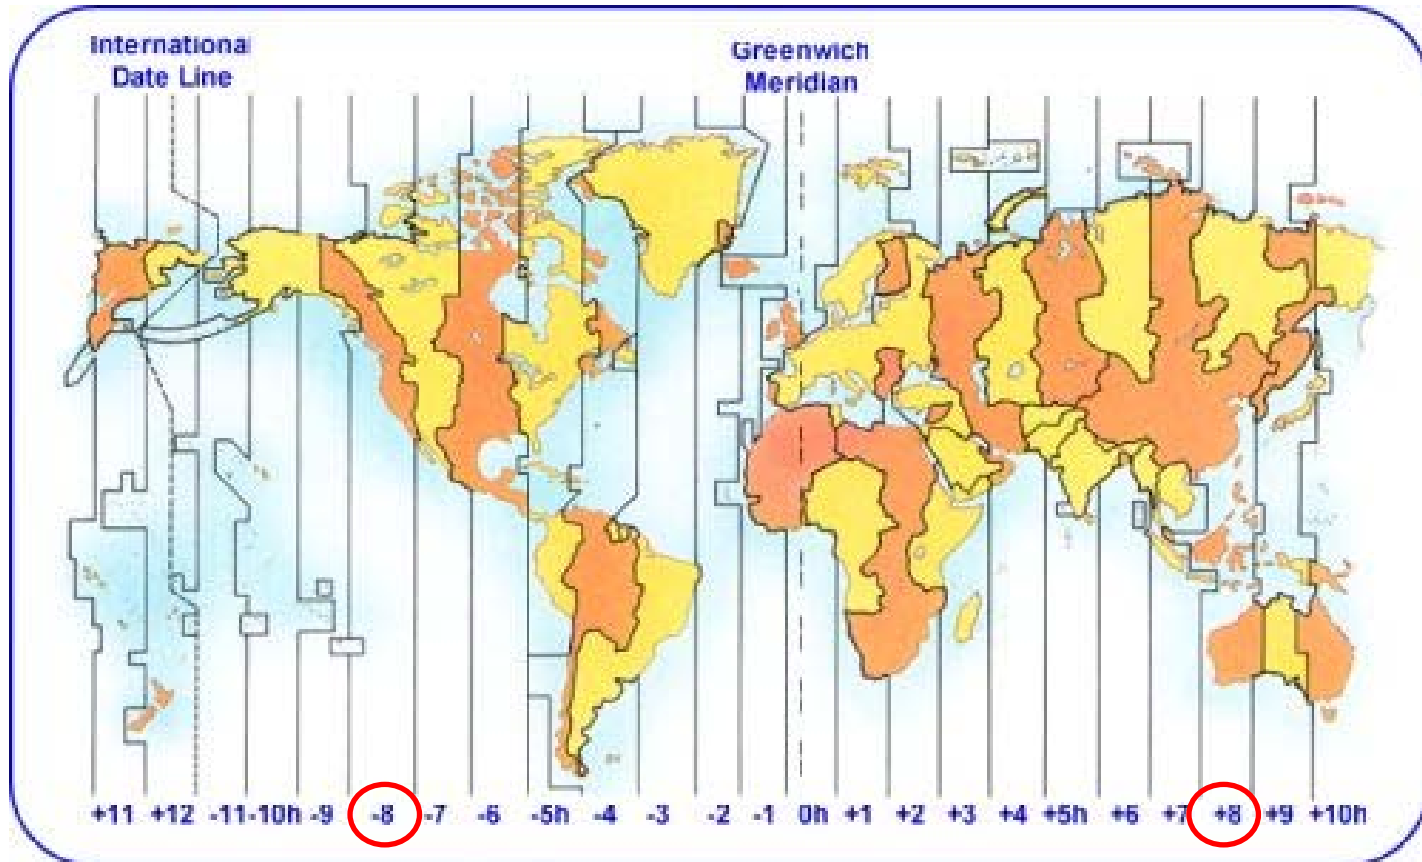 International
Date Line
Greenwich
Meridian
+11 +12 -11 -10h -9 -8 -7 -6 -5h -4 -3 -2 -1 0h +1 +2 +3 +4 +5h +6 +7 +8 +9 +10h